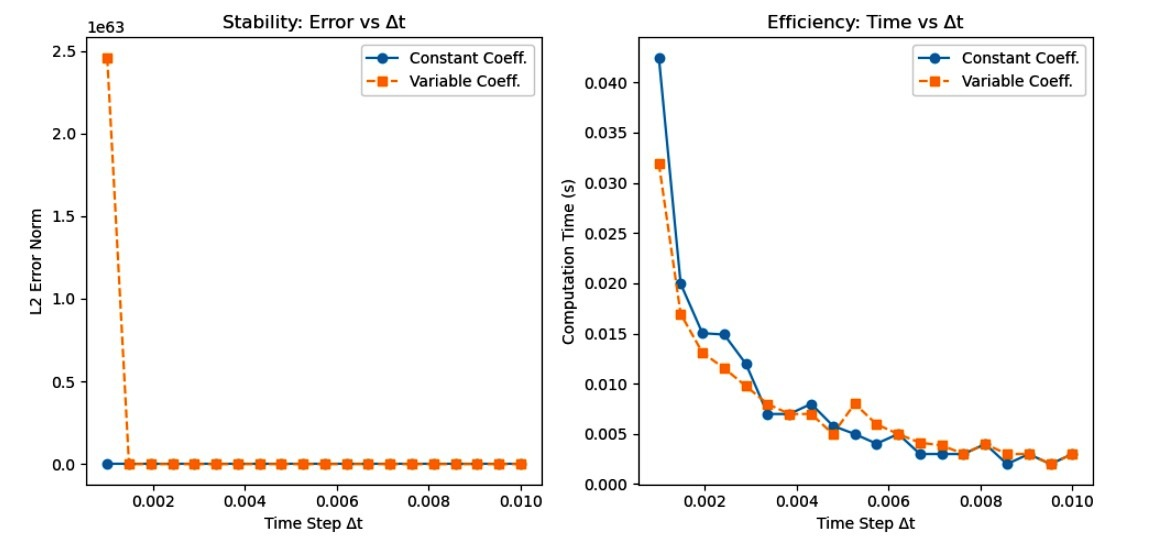 Stability: Error vs Δt
1e63
Constant Coeff.
Variable Coeff.
2.5
2.0
1.5
1.0
0.5
0.0
L2 Error Norm
0.002 0.004 0.006 0.008 0.010
Time Step Δt
Efficiency: Time vs Δt
Constant Coeff.
Variable Coeff.
0.040
0.035
0.030
0.025
0.020
0.015
0.010
0.005
0.000
Computation Time (s)
0.002 0.004 0.006 0.008 0.010
Time Step Δt